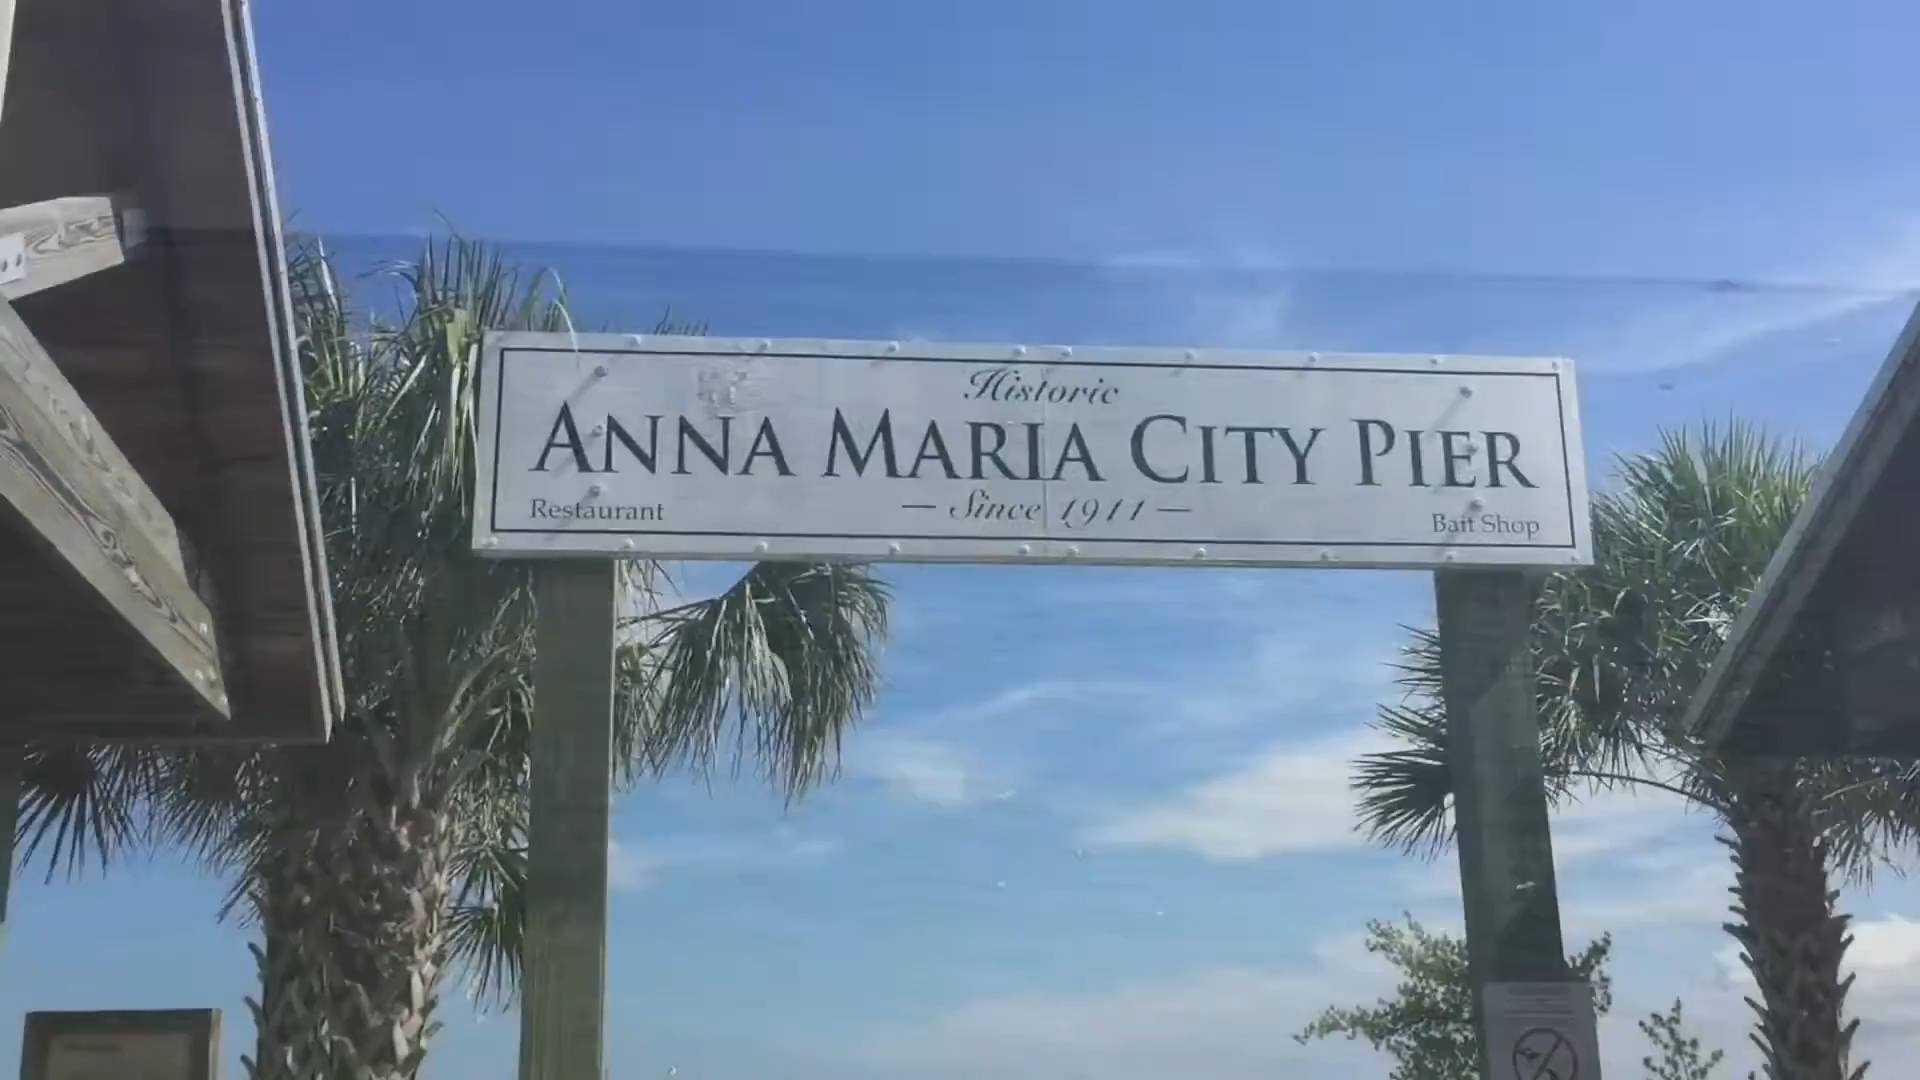 Historic
ANNA MARIA CITY PIER
Restaurant
— Since 1911 —
Bait Shop